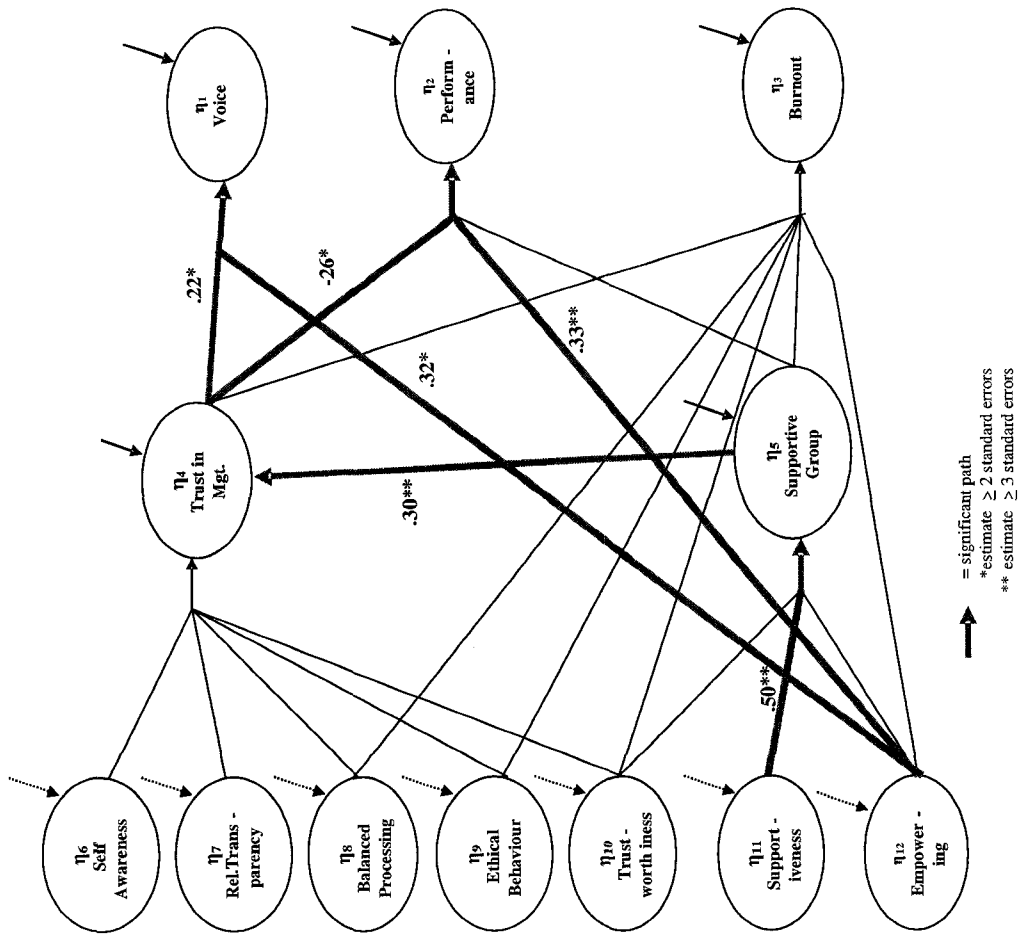 η1
Voice
η2
Perform -
ance
η3
Burnout
.22*
-26*
.32*
.33**
η4
Trust in
Mgt.
.30**
η5
Supportive
Group
.50**
η6
Self
Awareness
η7
Rel.Trans -
parency
η8
Balanced
Processing
η9
Ethical
Behaviour
η10
Trust -
worth iness
η11
Support -
iveness
η12
Empower -
ing
= significant path
*estimate ≥ 2 standard errors
** estimate ≥ 3 standard errors